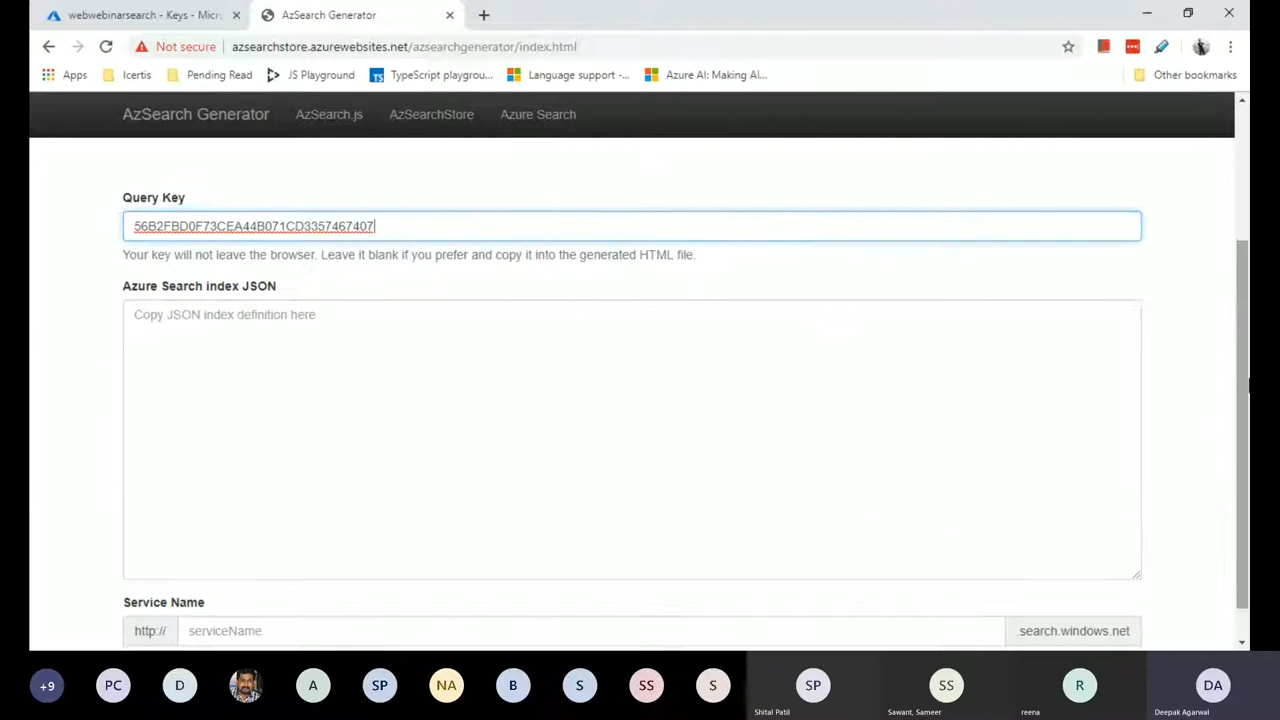 webwebinarsearch - Keys - Micr
AzSearch Generator
Not secure
azsearchstore.azurewebsites.net/azsearchgenerator/index.html
Apps
Icertis
Pending Read
JS Playground
TypeScript playgrou...
Language support -...
Azure AI: Making AI...
Other bookmarks
AzSearch Generator
AzSearch.js
AzSearchStore
Azure Search
Query Key
56B2FBD0F73CEA44B071CD3357467407
Your key will not leave the browser. Leave it blank if you prefer and copy it into the generated HTML file.
Azure Search index JSON
Copy JSON index definition here
Service Name
http://
serviceName
.search.windows.net
+9
PC
D
A
SP
NA
B
S
SS
S
SP
SS
R
DA
Shital Patil
Sawant, Sameer
reena
Deepak Agarwal